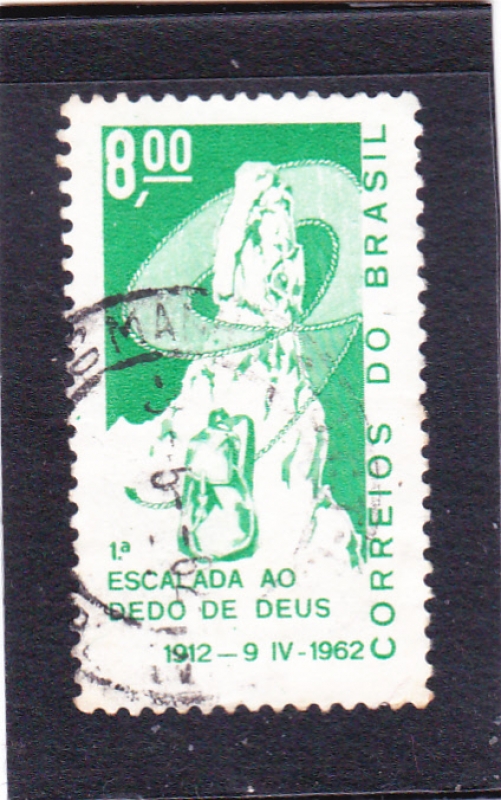 8,00
CORREIOS DO BRASIL
1.ª
ESCALADA AO
DEDO DE DEUS
1912 — 9 IV - 1962